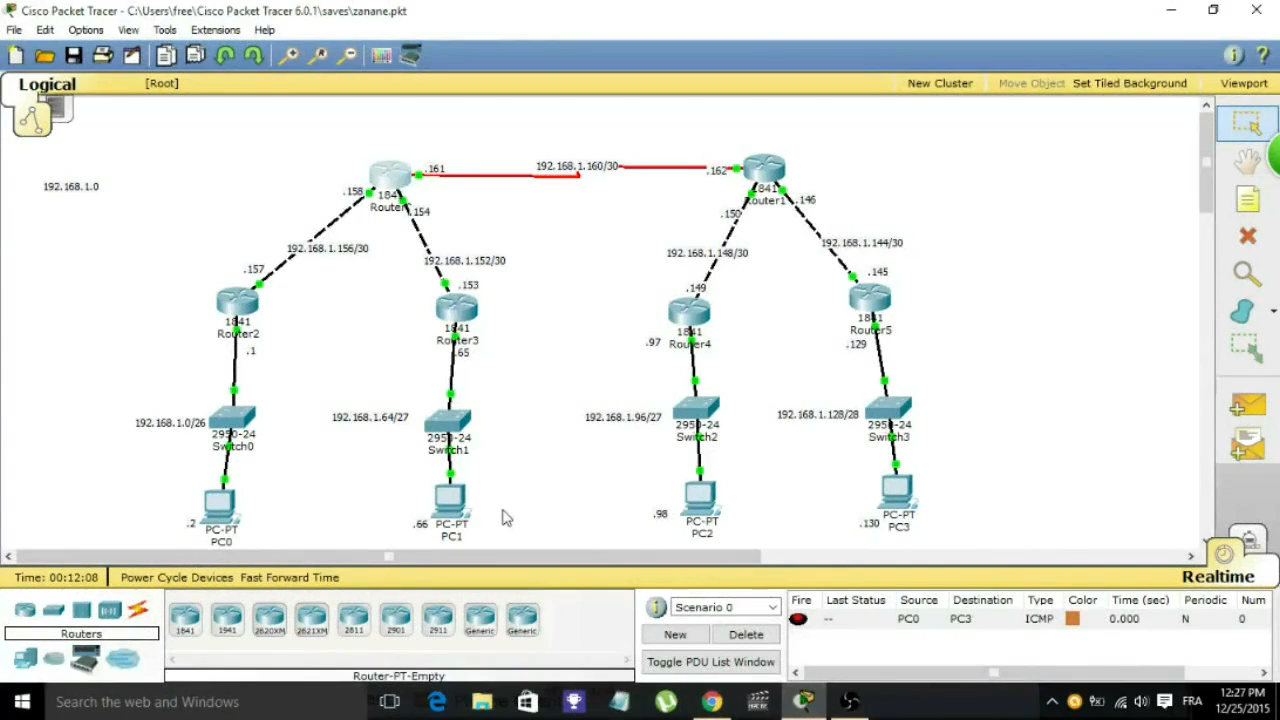 Cisco Packet Tracer - C:\Users\free\Cisco Packet Tracer 6.0.1\saves\zanane.pkt
File Edit Options View Tools Extensions Help
Logical [Root] New Cluster Move Object Set Tiled Background Viewport
192.168.1.0
.161 192.168.1.160/30 .162
1841
Router1
.158 .154 .150 .146
192.168.1.156/30 192.168.1.152/30 192.168.1.148/30 192.168.1.144/30
.157 .153 .149 .145
1841
Router2
.1
1841
Router3
.65
1841
Router4
.97
1841
Router5
.129
192.168.1.0/26
2950-24
Switch0
192.168.1.64/27
2950-24
Switch1
192.168.1.96/27
2950-24
Switch2
192.168.1.128/28
2950-24
Switch3
.2
PC-PT
PC0
.66
PC-PT
PC1
.98
PC-PT
PC2
.130
PC-PT
PC3
Time: 00:12:08 Power Cycle Devices Fast Forward Time Realtime
Routers
1841 1941 2620XM 2621XM 2811 2901 2911 Generic Generic
Router-PT-Empty
Scenario 0
New Delete
Toggle PDU List Window
Fire Last Status Source Destination Type Color Time (sec) Periodic Num
-- PC0 PC3 ICMP 0.000 N 0
Search the web and Windows
FRA
12:27 PM
12/25/2015